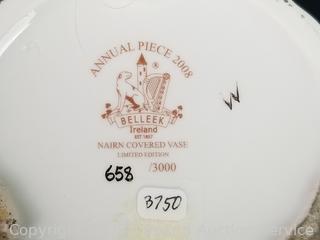 ANNUAL PIECE 2008
®
BELLEEK
Ireland
EST 1857
NAIRN COVERED VASE
LIMITED EDITION
658 /3000
W
3750